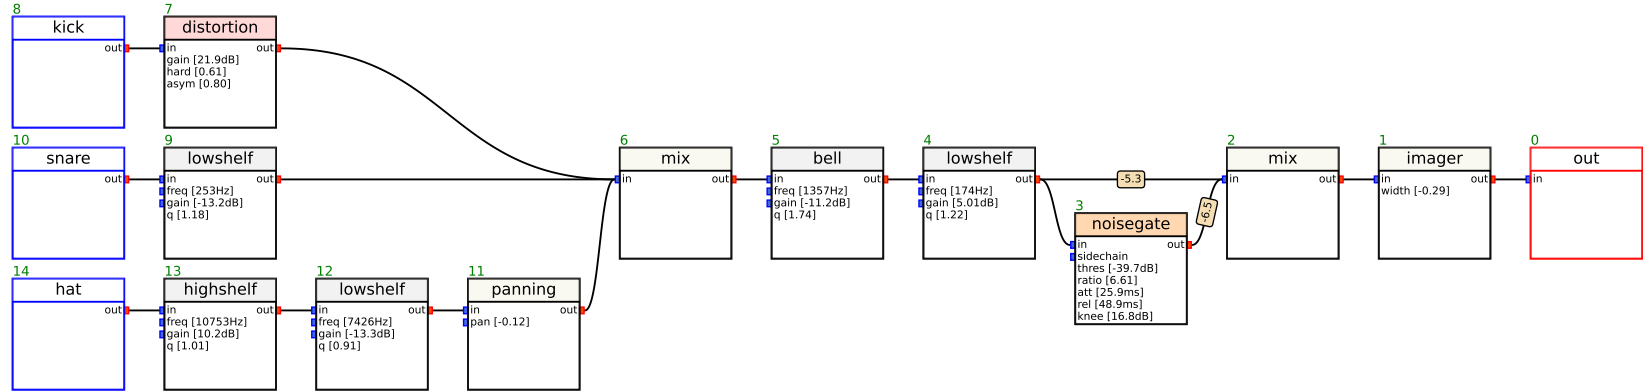 8
kick
out
7
distortion
in out
gain [21.9dB]
hard [0.61]
asym [0.80]
10
snare
out
9
lowshelf
in out
freq [253Hz]
gain [-13.2dB]
q [1.18]
14
hat
out
13
highshelf
in out
freq [10753Hz]
gain [10.2dB]
q [1.01]
12
lowshelf
in out
freq [7426Hz]
gain [-13.3dB]
q [0.91]
11
panning
in out
pan [-0.12]
6
mix
in out
5
bell
in out
freq [1357Hz]
gain [-11.2dB]
q [1.74]
4
lowshelf
in out
freq [174Hz]
gain [5.01dB]
q [1.22]
-5.3
3
noisegate
in out
sidechain
thres [-39.7dB]
ratio [6.61]
att [25.9ms]
rel [48.9ms]
knee [16.8dB]
-6.5
2
mix
in out
1
imager
in out
width [-0.29]
0
out
in